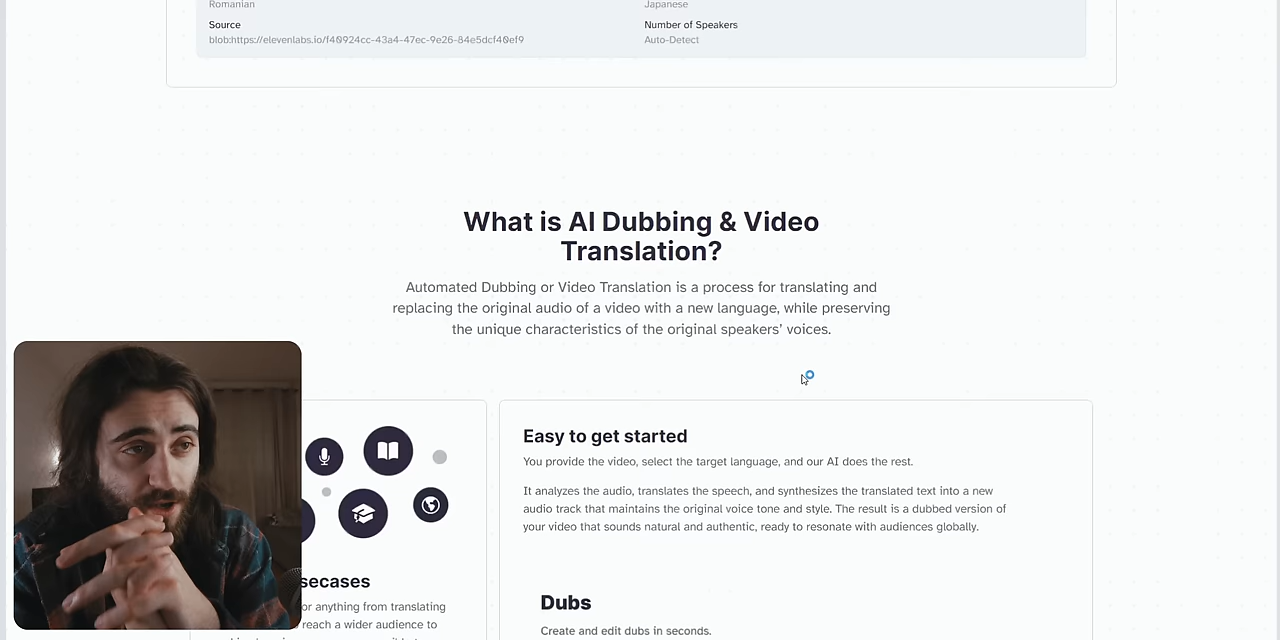 Romanian
Japanese
Source
Number of Speakers
blob:https://elevenlabs.io/f40924cc-43a4-47ec-9e26-84e5dcf40ef9
Auto-Detect
What is AI Dubbing & Video
Translation?
Automated Dubbing or Video Translation is a process for translating and
replacing the original audio of a video with a new language, while preserving
the unique characteristics of the original speakers’ voices.
secases
or anything from translating
reach a wider audience to
Easy to get started
You provide the video, select the target language, and our AI does the rest.
It analyzes the audio, translates the speech, and synthesizes the translated text into a new
audio track that maintains the original voice tone and style. The result is a dubbed version of
your video that sounds natural and authentic, ready to resonate with audiences globally.
Dubs
Create and edit dubs in seconds.